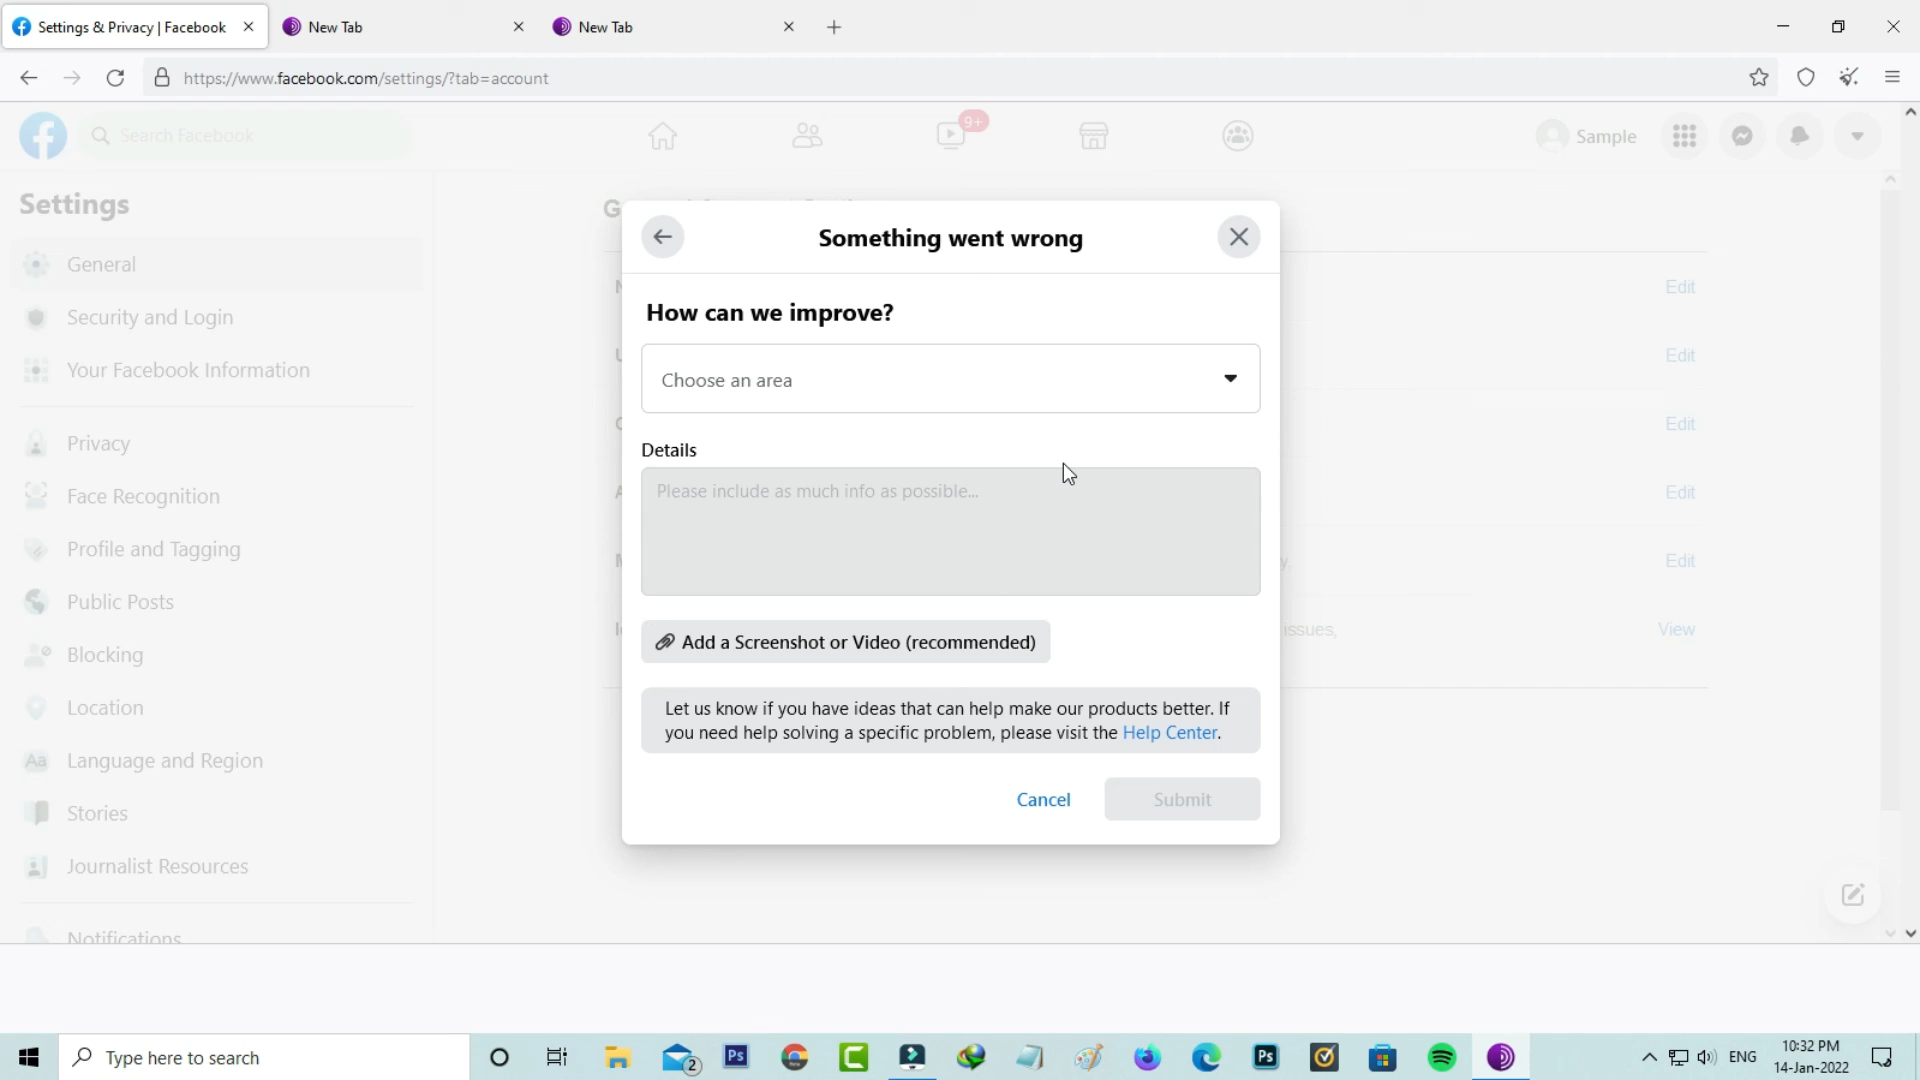 Settings & Privacy | Facebook
New Tab
New Tab
https://www.facebook.com/settings/?tab=account
Search Facebook
9+
Sample
Settings
General
Security and Login
Your Facebook Information
Privacy
Face Recognition
Profile and Tagging
Public Posts
Blocking
Location
Aa Language and Region
Stories
Journalist Resources
Notifications
Something went wrong
How can we improve?
Choose an area
Details
Please include as much info as possible...
Add a Screenshot or Video (recommended)
Let us know if you have ideas that can help make our products better. If
you need help solving a specific problem, please visit the Help Center.
Cancel
Submit
Edit
Edit
Edit
Edit
Edit
issues,
View
Type here to search
2
Ps
Ps
ENG
10:32 PM
14-Jan-2022